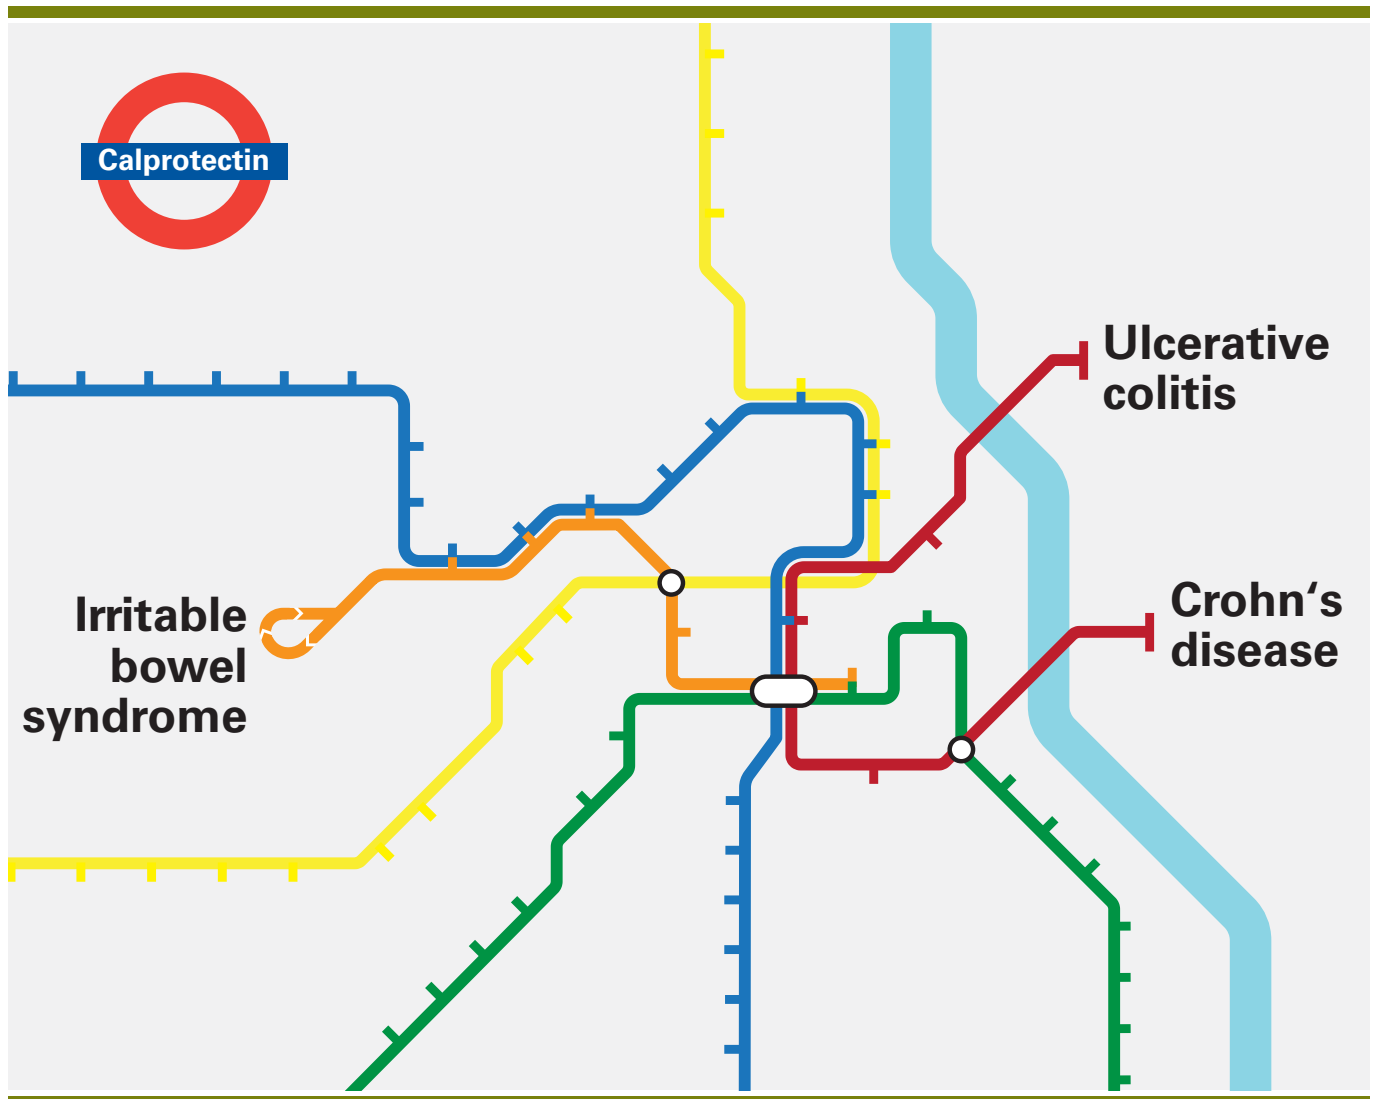 Calprotectin
Ulcerative
colitis
Crohn‘s
disease
Irritable
bowel
syndrome